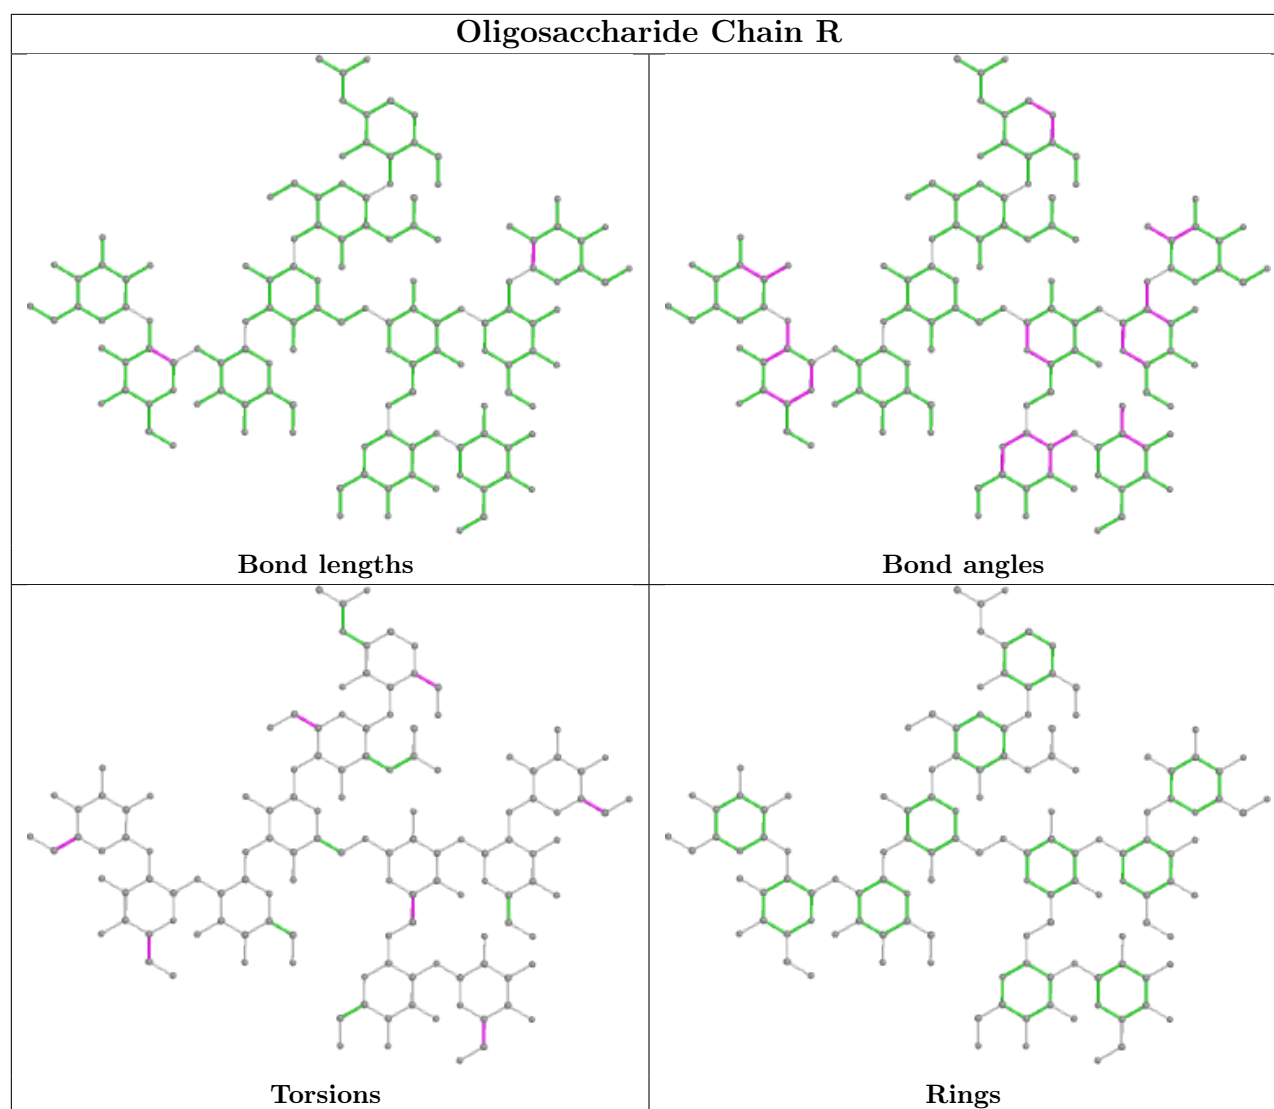 Oligosaccharide Chain R
Bond lengths
Bond angles
Torsions
Rings